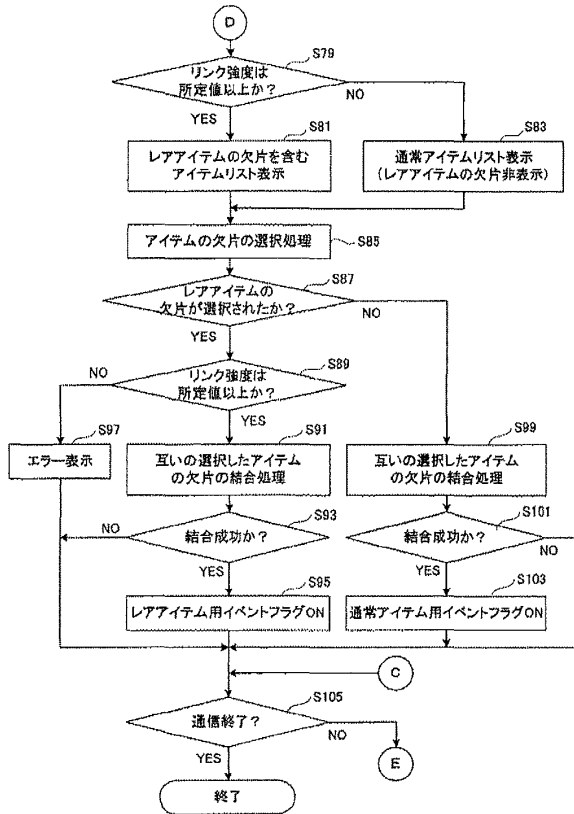 D
S79
リンク強度は
所定値以上か？
NO
YES
S81
レアアイテムの欠片を含む
アイテムリスト表示
S83
通常アイテムリスト表示
(レアアイテムの欠片非表示)
アイテムの欠片の選択処理
S85
S87
レアアイテムの
欠片が選択されたか？
NO
YES
S89
NO
リンク強度は
所定値以上か？
YES
S97
エラー表示
S91
互いの選択したアイテム
の欠片の結合処理
S99
互いの選択したアイテム
の欠片の結合処理
S93
NO
結合成功か？
YES
S101
結合成功か？
NO
YES
S95
レアアイテム用イベントフラグON
S103
通常アイテム用イベントフラグON
C
S105
通信終了？
NO
YES
E
終了